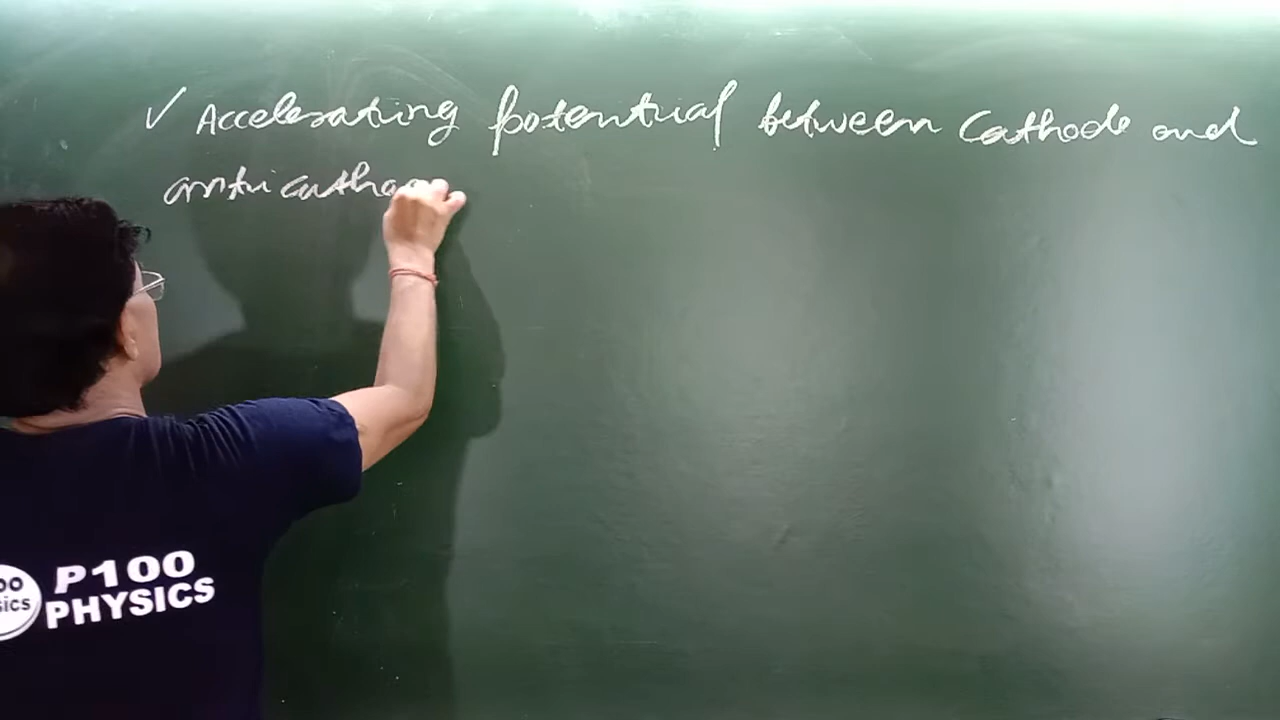 ✓ Accelerating potential between Cathode and
P100
PHYSICS